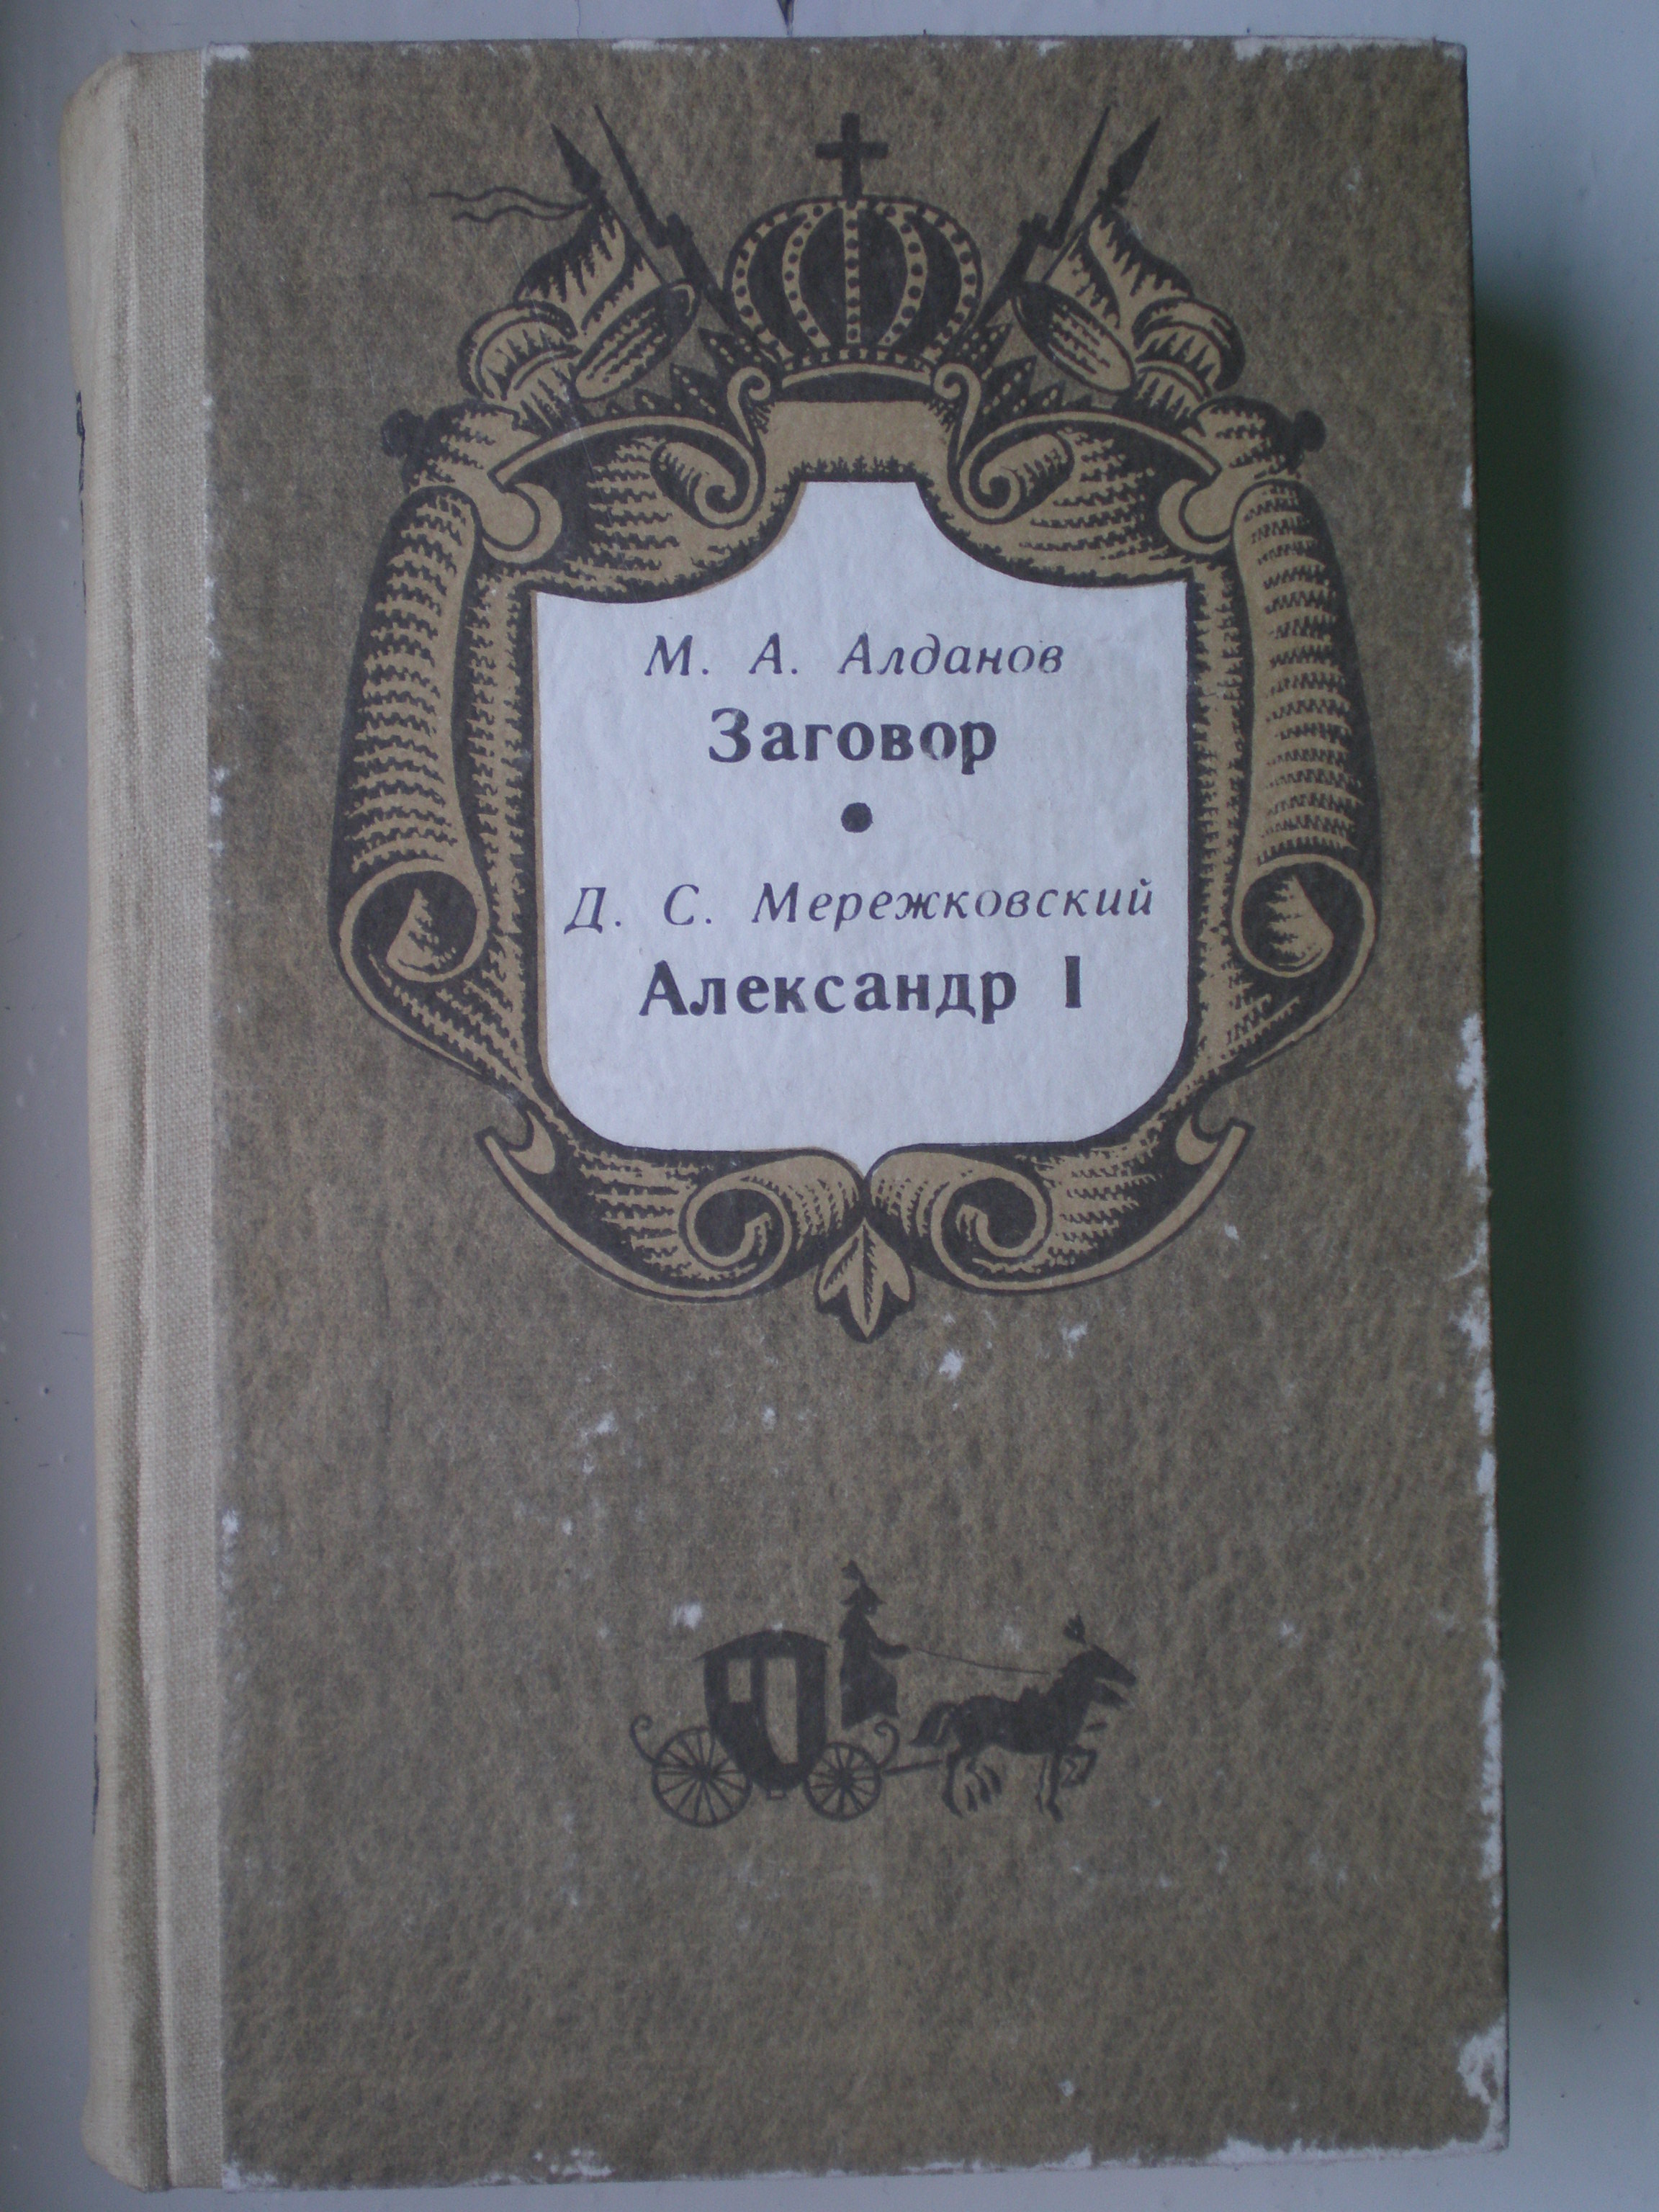 М. А. Алданов
Заговор
Д. С. Мережковский
Александр I